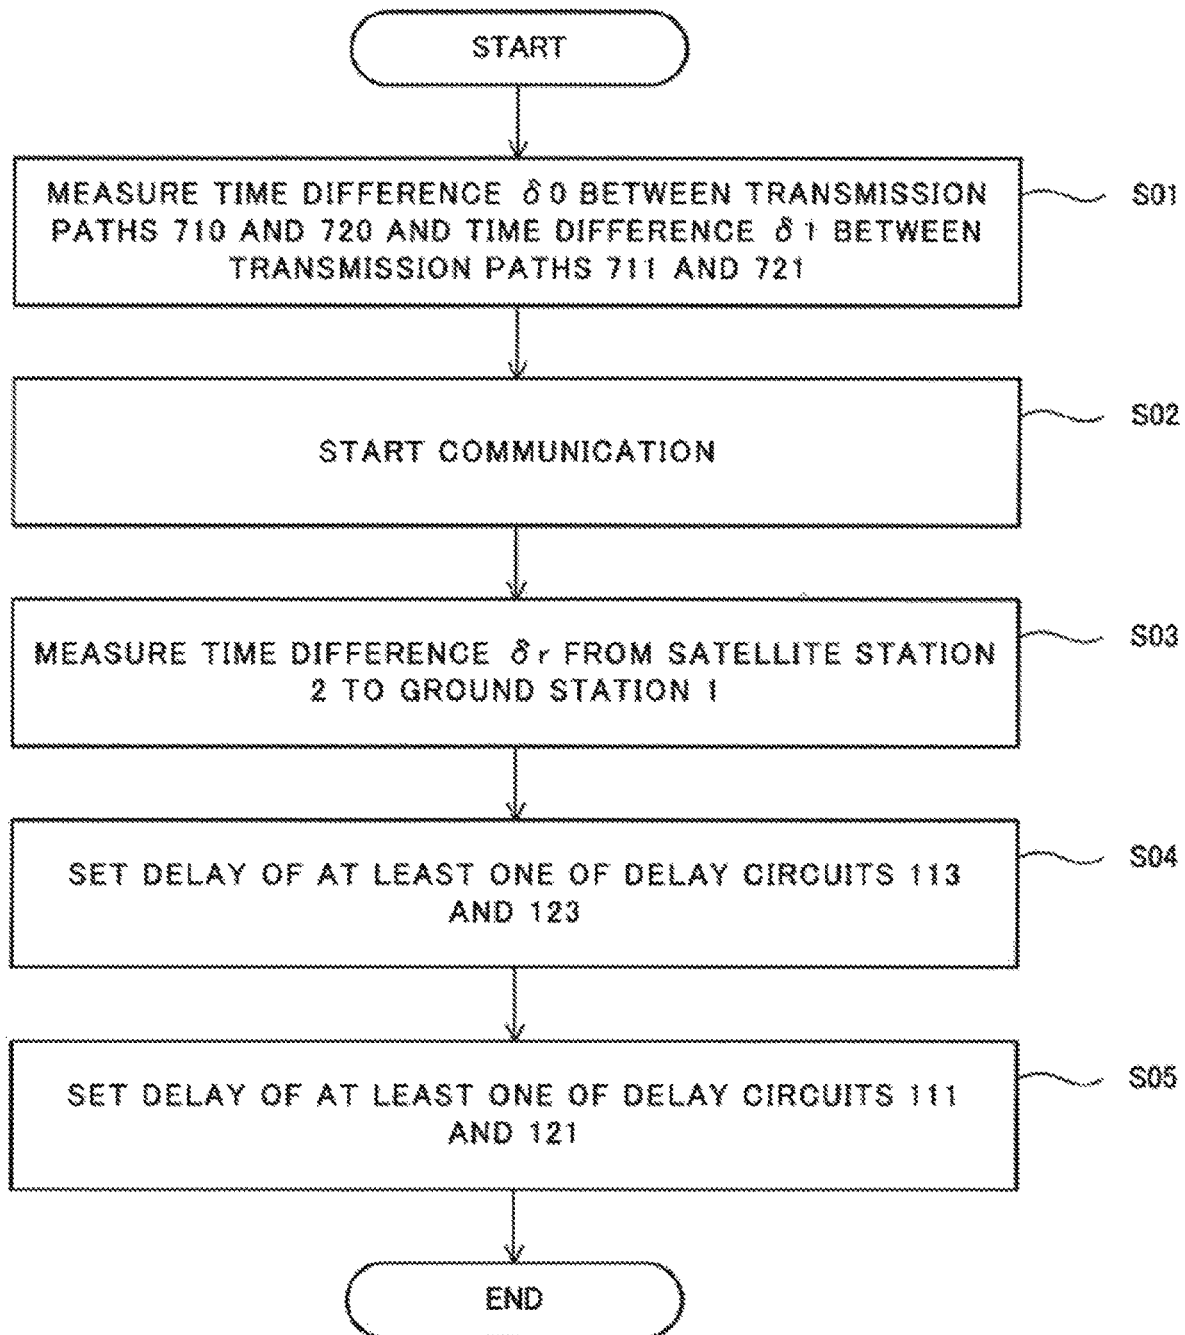 START
MEASURE TIME DIFFERENCE δ0 BETWEEN TRANSMISSION
PATHS 710 AND 720 AND TIME DIFFERENCE δ1 BETWEEN
TRANSMISSION PATHS 711 AND 721
S01
START COMMUNICATION
S02
MEASURE TIME DIFFERENCE δr FROM SATELLITE STATION
2 TO GROUND STATION 1
S03
SET DELAY OF AT LEAST ONE OF DELAY CIRCUITS 113
AND 123
S04
SET DELAY OF AT LEAST ONE OF DELAY CIRCUITS 111
AND 121
S05
END